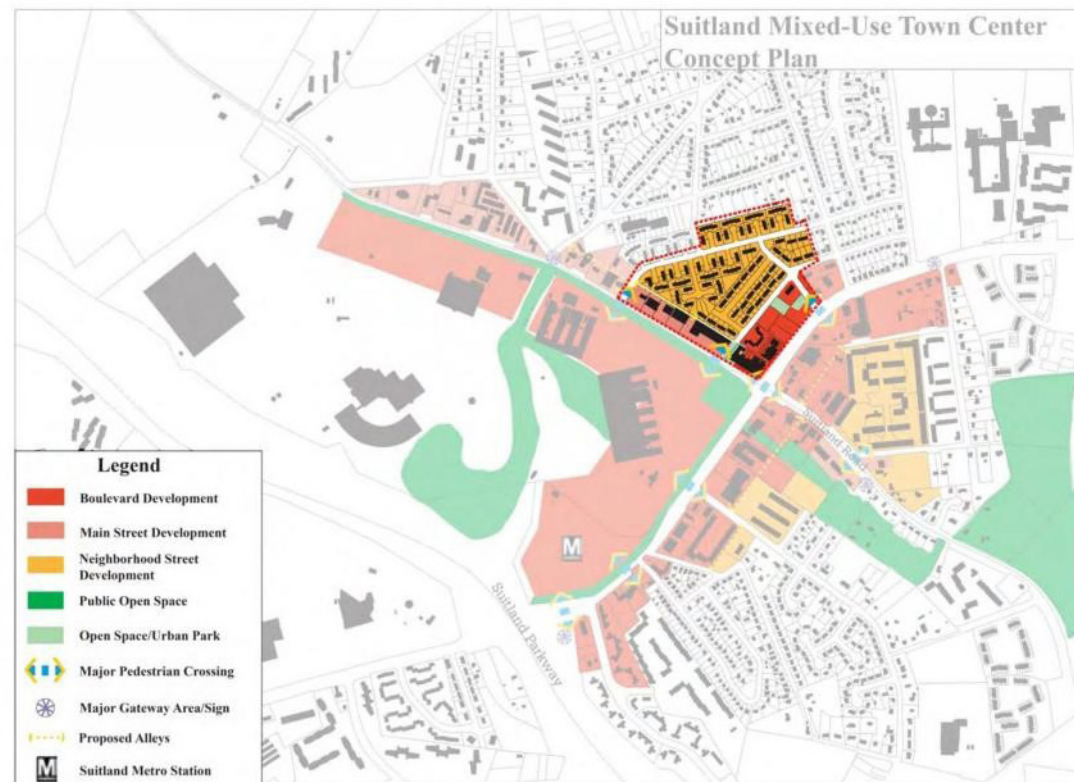 Suitland Mixed-Use Town Center
Concept Plan
Suitland Road
Suitland Parkway
M
Legend
Boulevard Development
Main Street Development
Neighborhood Street
Development
Public Open Space
Open Space/Urban Park
Major Pedestrian Crossing
Major Gateway Area/Sign
Proposed Alleys
M
Suitland Metro Station